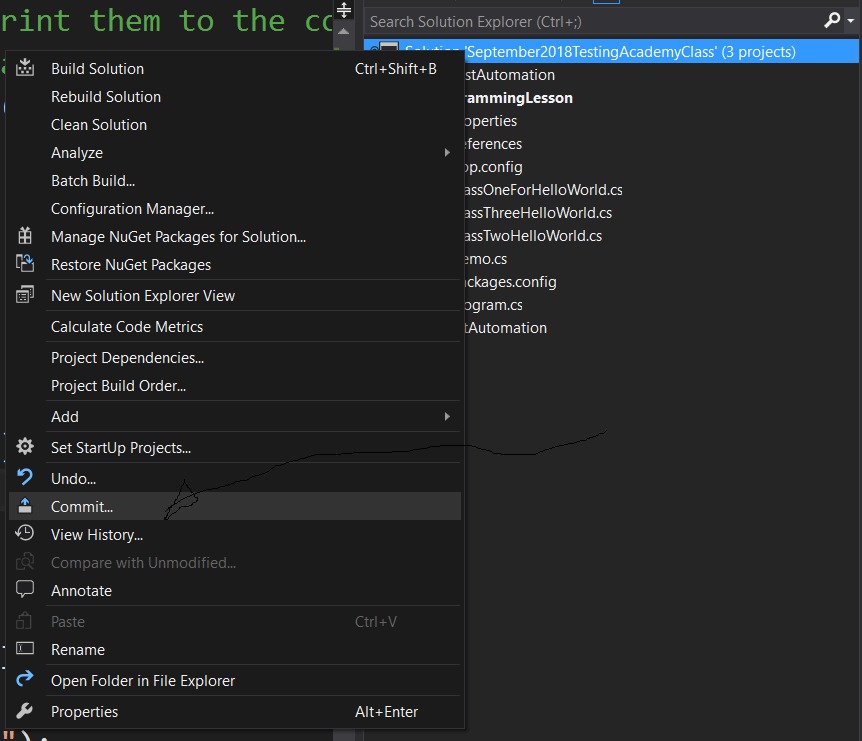 rint them to the co
Search Solution Explorer (Ctrl+;)
Solution 'September2018TestingAcademyClass' (3 projects)
stAutomation
rammingLesson
operties
eferences
pp.config
assOneForHelloWorld.cs
assThreeHelloWorld.cs
assTwoHelloWorld.cs
emo.cs
ackages.config
ogram.cs
tAutomation
Build Solution Ctrl+Shift+B
Rebuild Solution
Clean Solution
Analyze
Batch Build...
Configuration Manager...
Manage NuGet Packages for Solution...
Restore NuGet Packages
New Solution Explorer View
Calculate Code Metrics
Project Dependencies...
Project Build Order...
Add
Set StartUp Projects...
Undo...
Commit...
View History...
Compare with Unmodified...
Annotate
Paste Ctrl+V
Rename
Open Folder in File Explorer
Properties Alt+Enter
");